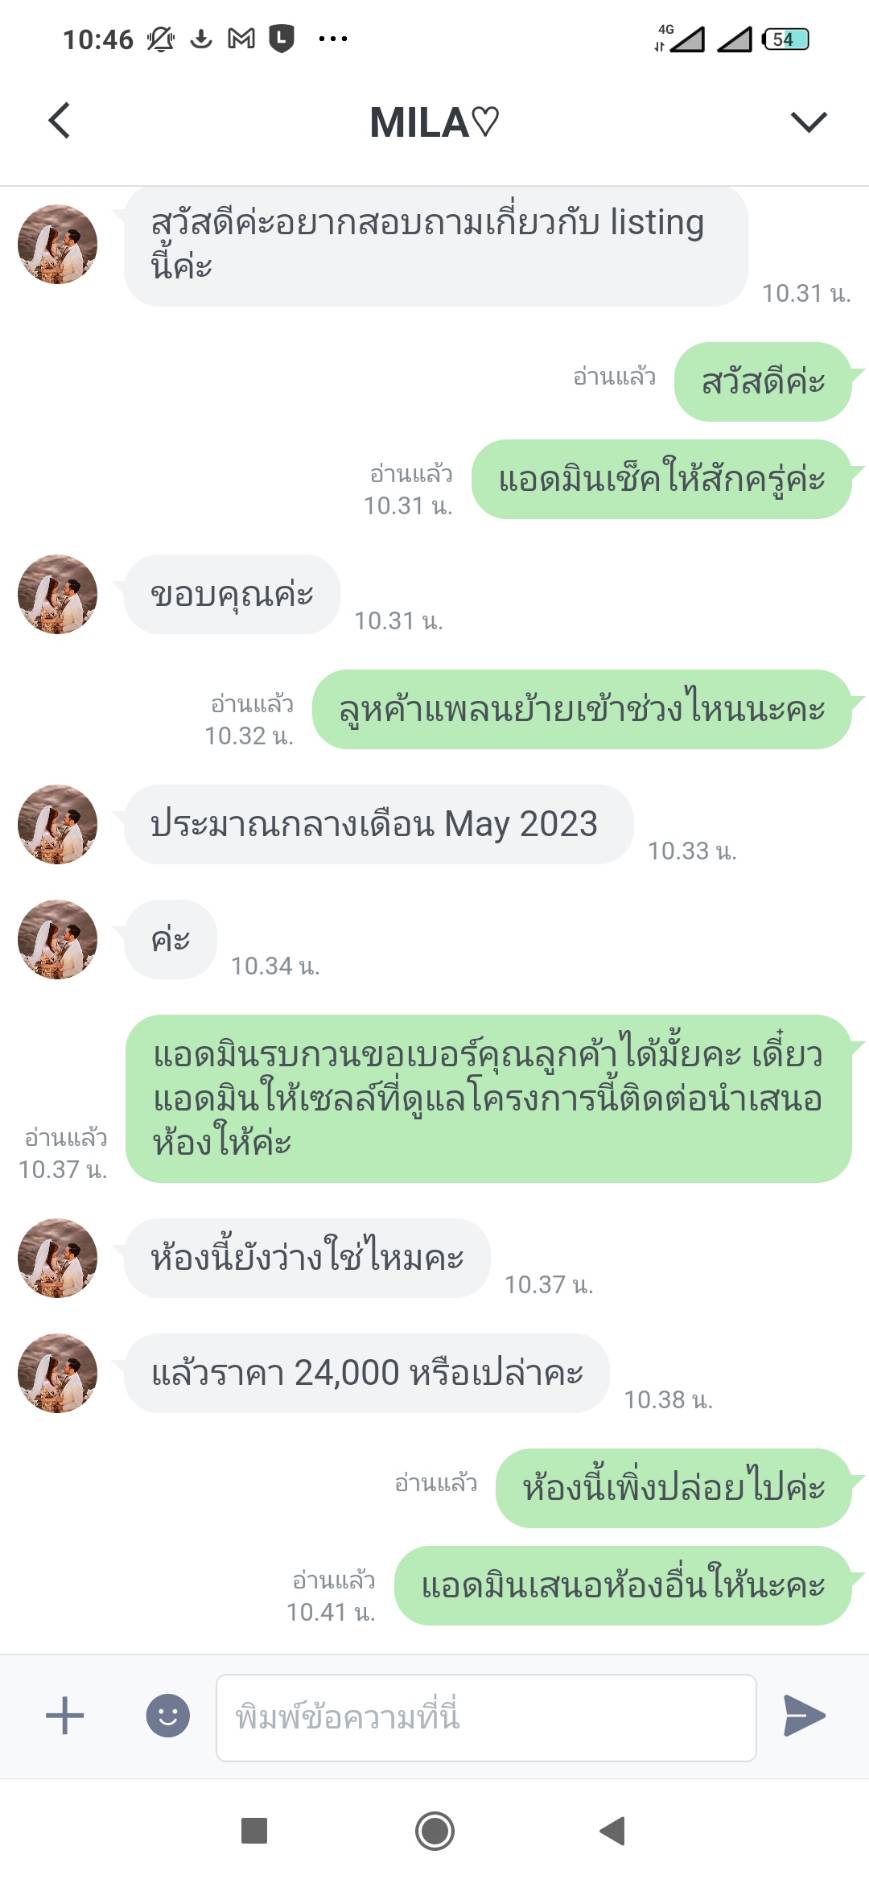 10:46
4G
54
MILA♡
สวัสดีค่ะอยากสอบถามเกี่ยวกับ listing
นี้ค่ะ
10.31 น.
อ่านแล้ว
สวัสดีค่ะ
อ่านแล้ว
10.31 น.
แอดมินเช็คให้สักครู่ค่ะ
ขอบคุณค่ะ
10.31 น.
อ่านแล้ว
10.32 น.
ลูหค้าแพลนย้ายเข้าช่วงไหนนะคะ
ประมาณกลางเดือน May 2023
10.33 น.
ค่ะ
10.34 น.
แอดมินรบกวนขอเบอร์คุณลูกค้าได้มั้ยคะ เดี๋ยว
แอดมินให้เซลล์ที่ดูแลโครงการนี้ติดต่อนำเสนอ
ห้องให้ค่ะ
อ่านแล้ว
10.37 น.
ห้องนี้ยังว่างใช่ไหมคะ
10.37 น.
แล้วราคา 24,000 หรือเปล่าคะ
10.38 น.
อ่านแล้ว
ห้องนี้เพิ่งปล่อยไปค่ะ
อ่านแล้ว
10.41 น.
แอดมินเสนอห้องอื่นให้นะคะ
พิมพ์ข้อความที่นี่